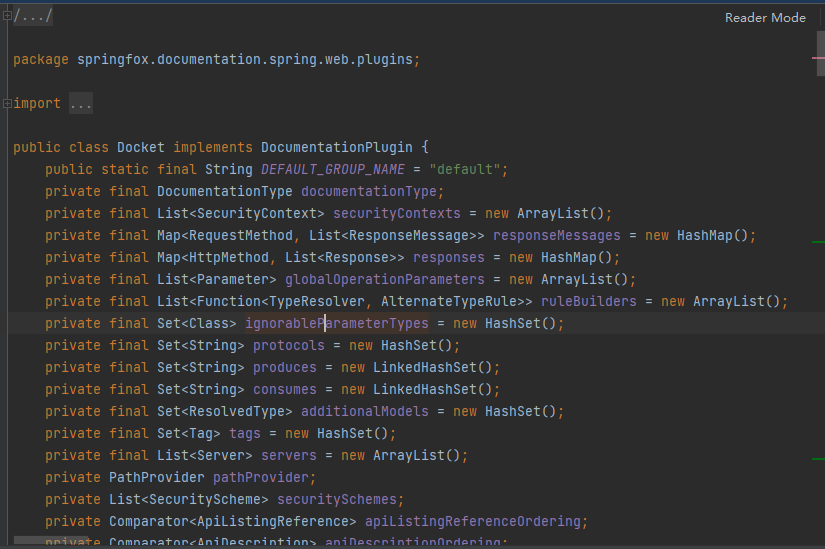 /.../
Reader Mode
package springfox.documentation.spring.web.plugins;
import ...
public class Docket implements DocumentationPlugin {
public static final String DEFAULT_GROUP_NAME = "default";
private final DocumentationType documentationType;
private final List<SecurityContext> securityContexts = new ArrayList();
private final Map<RequestMethod, List<ResponseMessage>> responseMessages = new HashMap();
private final Map<HttpMethod, List<Response>> responses = new HashMap();
private final List<Parameter> globalOperationParameters = new ArrayList();
private final List<Function<TypeResolver, AlternateTypeRule>> ruleBuilders = new ArrayList();
private final Set<Class> ignorableParameterTypes = new HashSet();
private final Set<String> protocols = new HashSet();
private final Set<String> produces = new LinkedHashSet();
private final Set<String> consumes = new LinkedHashSet();
private final Set<ResolvedType> additionalModels = new HashSet();
private final Set<Tag> tags = new HashSet();
private final List<Server> servers = new ArrayList();
private PathProvider pathProvider;
private List<SecurityScheme> securitySchemes;
private Comparator<ApiListingReference> apiListingReferenceOrdering;
private Comparator<ApiDescription> apiDescriptionOrdering;